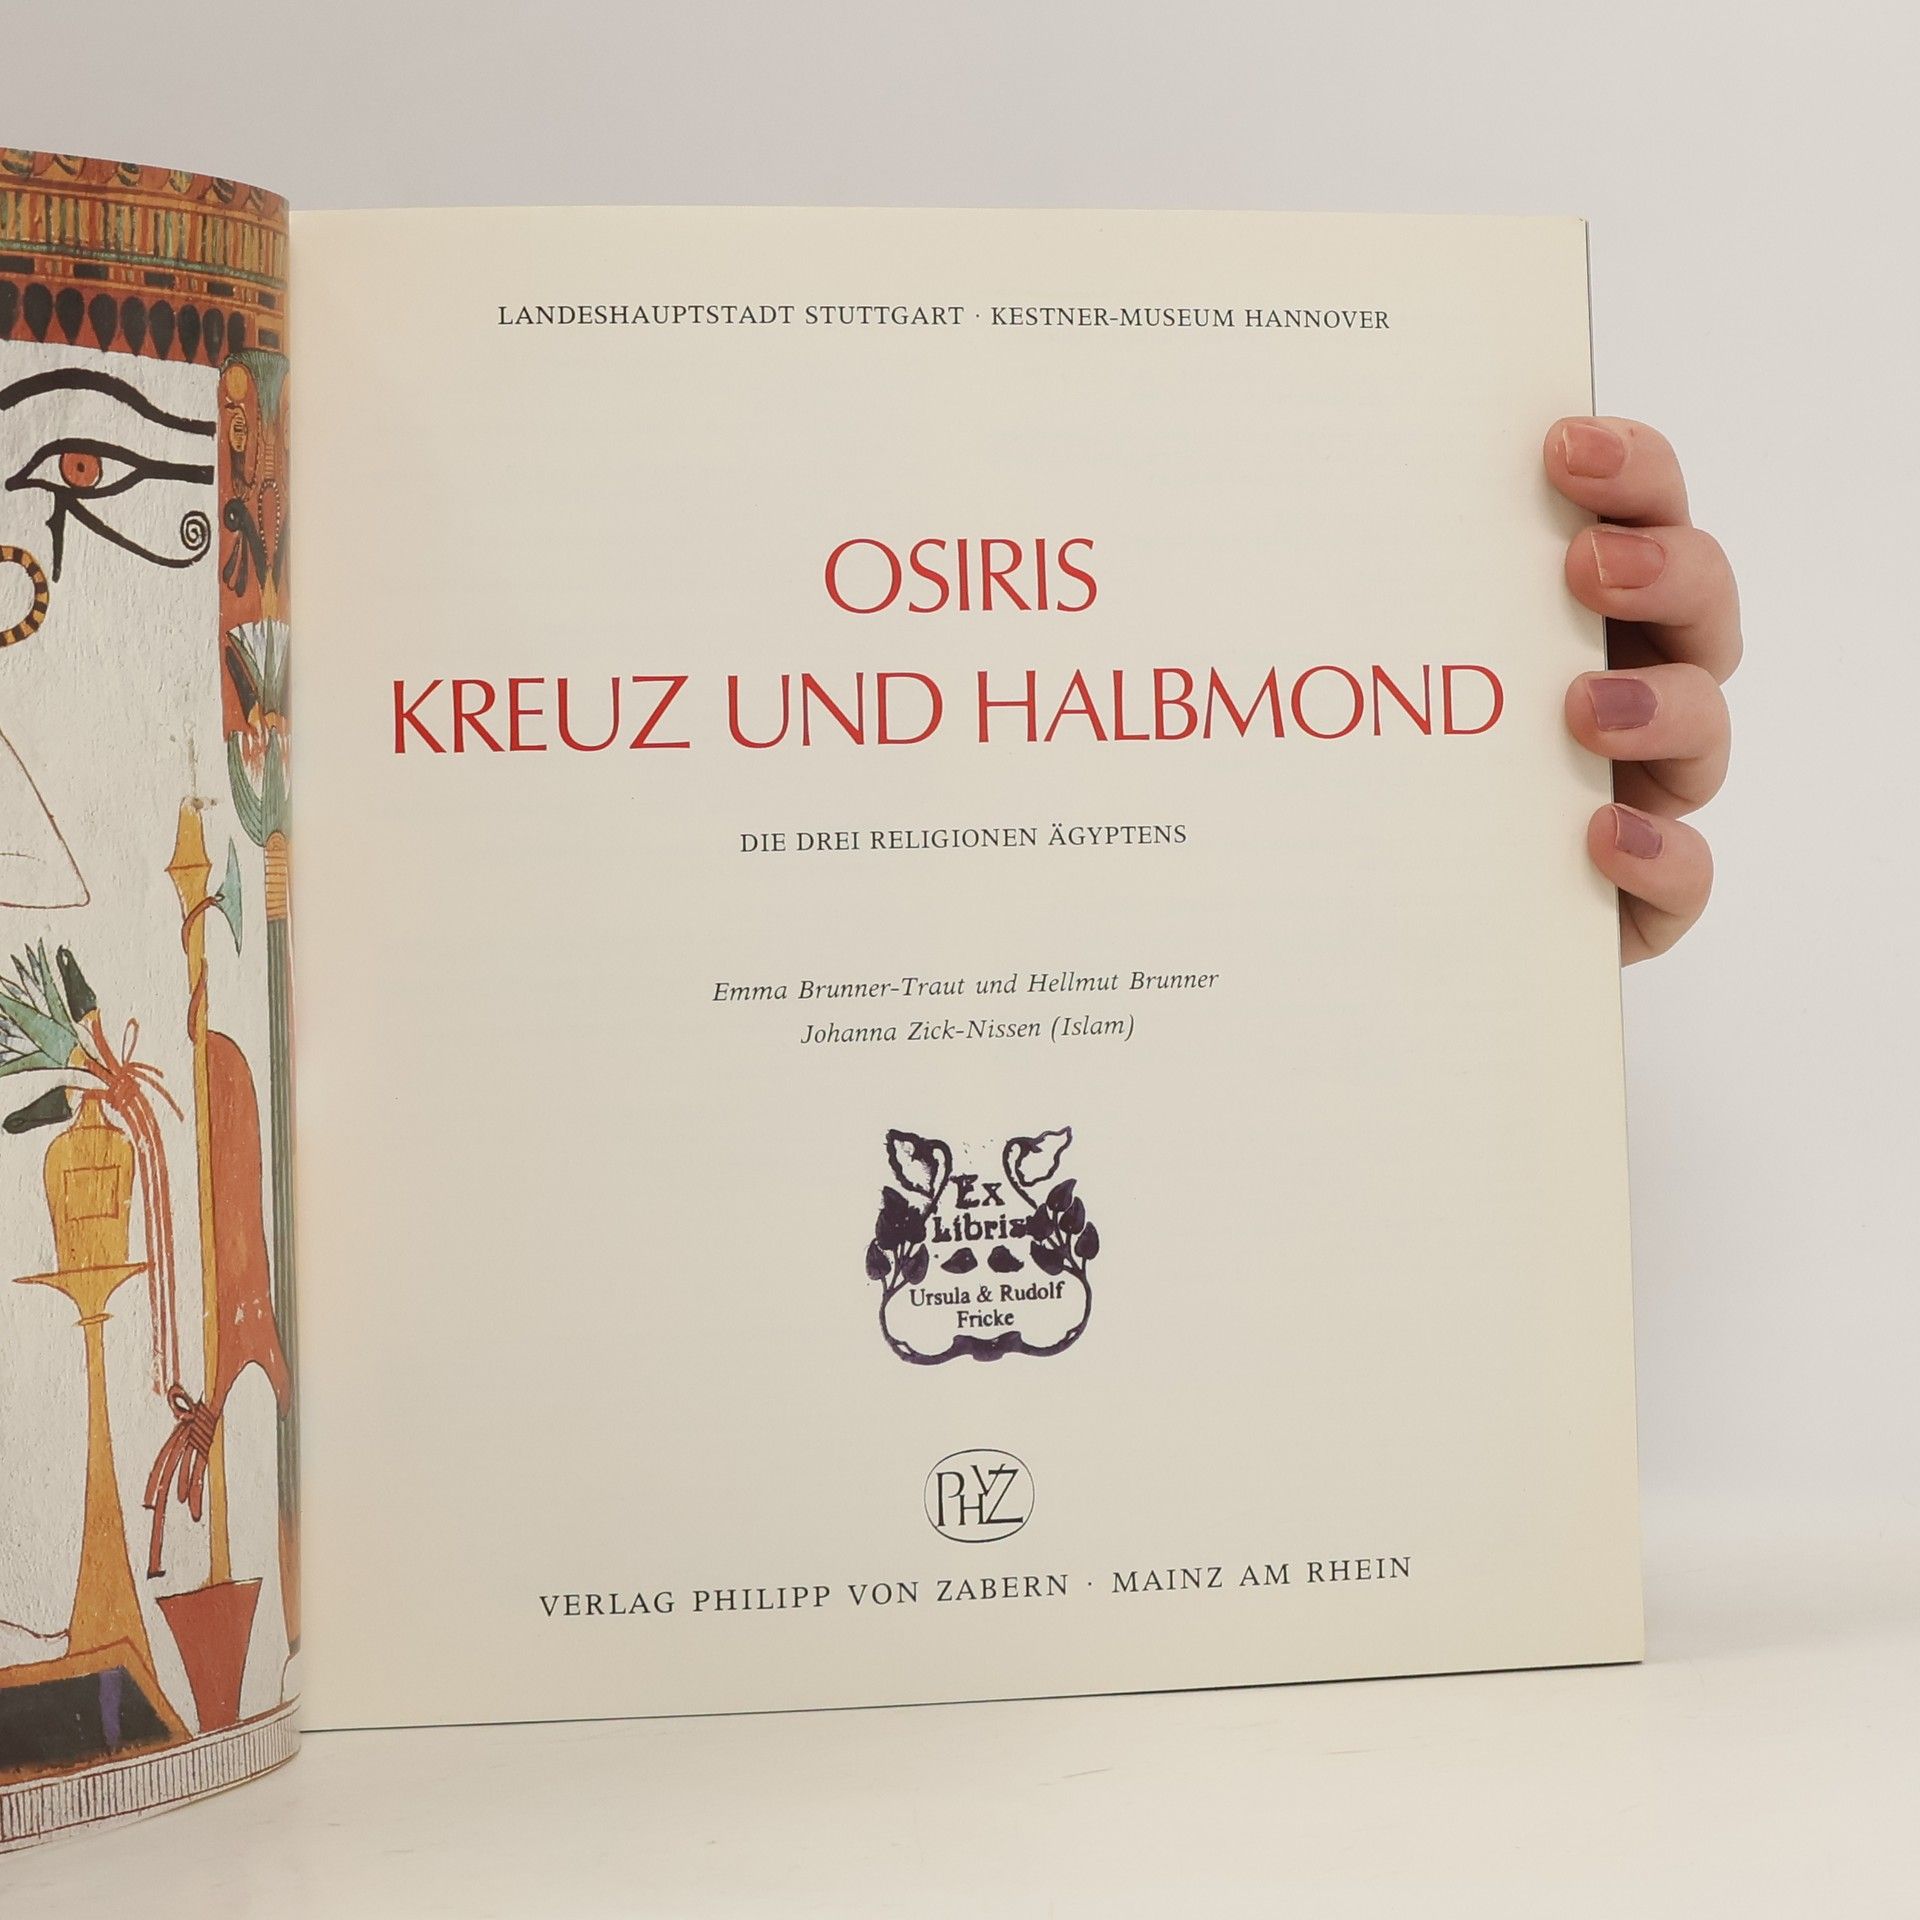 LANDESHAUPTSTADT STUTTGART · KESTNER-MUSEUM HANNOVER
OSIRIS
KREUZ UND HALBMOND
DIE DREI RELIGIONEN ÄGYPTENS
Emma Brunner-Traut und Hellmut Brunner
Johanna Zick-Nissen (Islam)
Ex
Libris
Ursula & Rudolf
Fricke
PHVZ
VERLAG PHILIPP VON ZABERN · MAINZ AM RHEIN